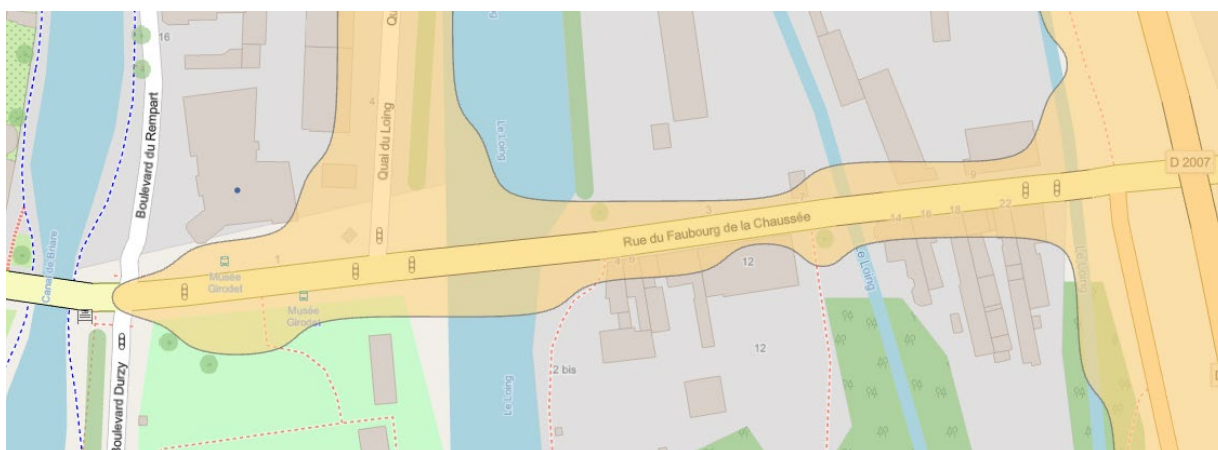 16
Boulevard du Rempart
Canal de Briare
Boulevard Durzy
4
Quai du Loing
Qu
Le Loing
1
Musée
Girodet
Musée
Girodet
3
7
9
D 2007
Rue du Faubourg de la Chaussée
14
16
18
22
12
12
2 bis
Le Loing
Le Loing
Le Loing